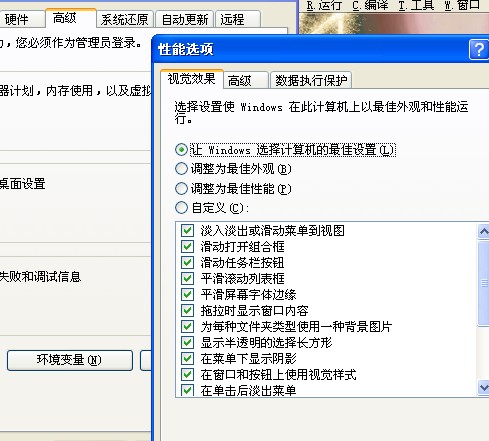 硬件 高级 系统还原 自动更新 远程
R.运行 C.编译 T.工具 W.窗口
，您必须作为管理员登录。
器计划，内存使用，以及虚拟
桌面设置
失败和调试信息
环境变量(N)
性能选项
视觉效果 高级 数据执行保护
选择设置使 Windows 在此计算机上以最佳外观和性能运
行。
让 Windows 选择计算机的最佳设置(L)
调整为最佳外观(B)
调整为最佳性能(P)
自定义(C):
淡入淡出或滑动菜单到视图
滑动打开组合框
滑动任务栏按钮
平滑滚动列表框
平滑屏幕字体边缘
拖拉时显示窗口内容
为每种文件夹类型使用一种背景图片
显示半透明的选择长方形
在菜单下显示阴影
在窗口和按钮上使用视觉样式
在单击后淡出菜单